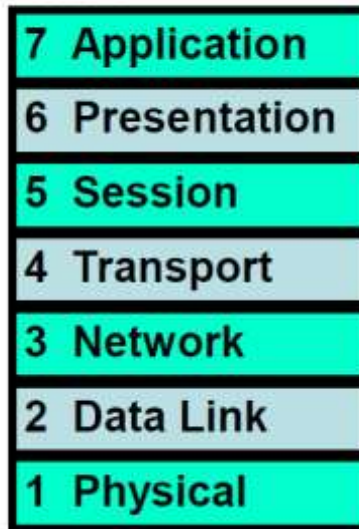 7 Application
6 Presentation
5 Session
4 Transport
3 Network
2 Data Link
1 Physical